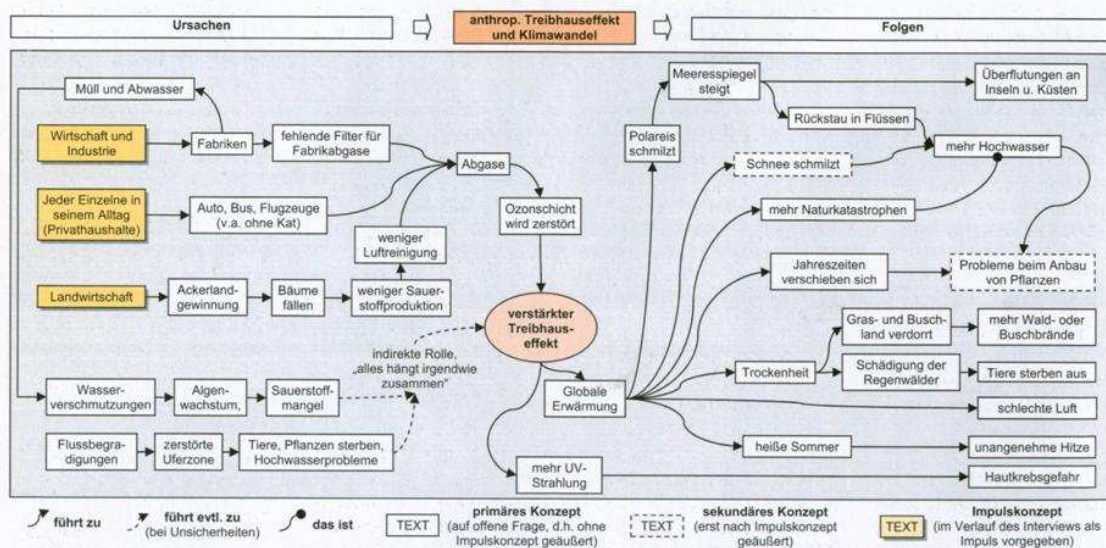 Ursachen
anthrop. Treibhauseffekt
und Klimawandel
Folgen
Müll und Abwasser
Wirtschaft und
Industrie
Fabriken
fehlende Filter für
Fabrikabgase
Abgase
Jeder Einzelne in
seinem Alltag
(Privathaushalte)
Auto, Bus, Flugzeuge
(v.a. ohne Kat)
Ozonschicht
wird zerstört
weniger
Luftreinigung
Landwirtschaft
Ackerland-
gewinnung
Bäume
fällen
weniger Sauer-
stoffproduktion
verstärkter
Treibhaus-
effekt
indirekte Rolle,
"alles hängt irgendwie
zusammen"
Wasser-
verschmutzungen
Algen-
wachstum,
Sauerstoff-
mangel
Flussbegra-
digungen
zerstörte
Uferzone
Tiere, Pflanzen sterben,
Hochwasserprobleme
Globale
Erwärmung
mehr UV-
Strahlung
Meeresspiegel
steigt
Überflutungen an
Inseln u. Küsten
Polareis
schmilzt
Rückstau in Flüssen
Schnee schmilzt
mehr Hochwasser
mehr Naturkatastrophen
Jahreszeiten
verschieben sich
Probleme beim Anbau
von Pflanzen
Gras- und Busch-
land verdorrt
mehr Wald- oder
Buschbrände
Trockenheit
Schädigung der
Regenwälder
Tiere sterben aus
schlechte Luft
heiße Sommer
unangenehme Hitze
Hautkrebsgefahr
führt zu
führt evtl. zu
(bei Unsicherheiten)
das ist
TEXT
primäres Konzept
(auf offene Frage, d.h. ohne
Impulskonzept geäußert)
TEXT
sekundäres Konzept
(erst nach Impulskonzept
geäußert)
TEXT
Impulskonzept
(im Verlauf des Interviews als
Impuls vorgegeben)